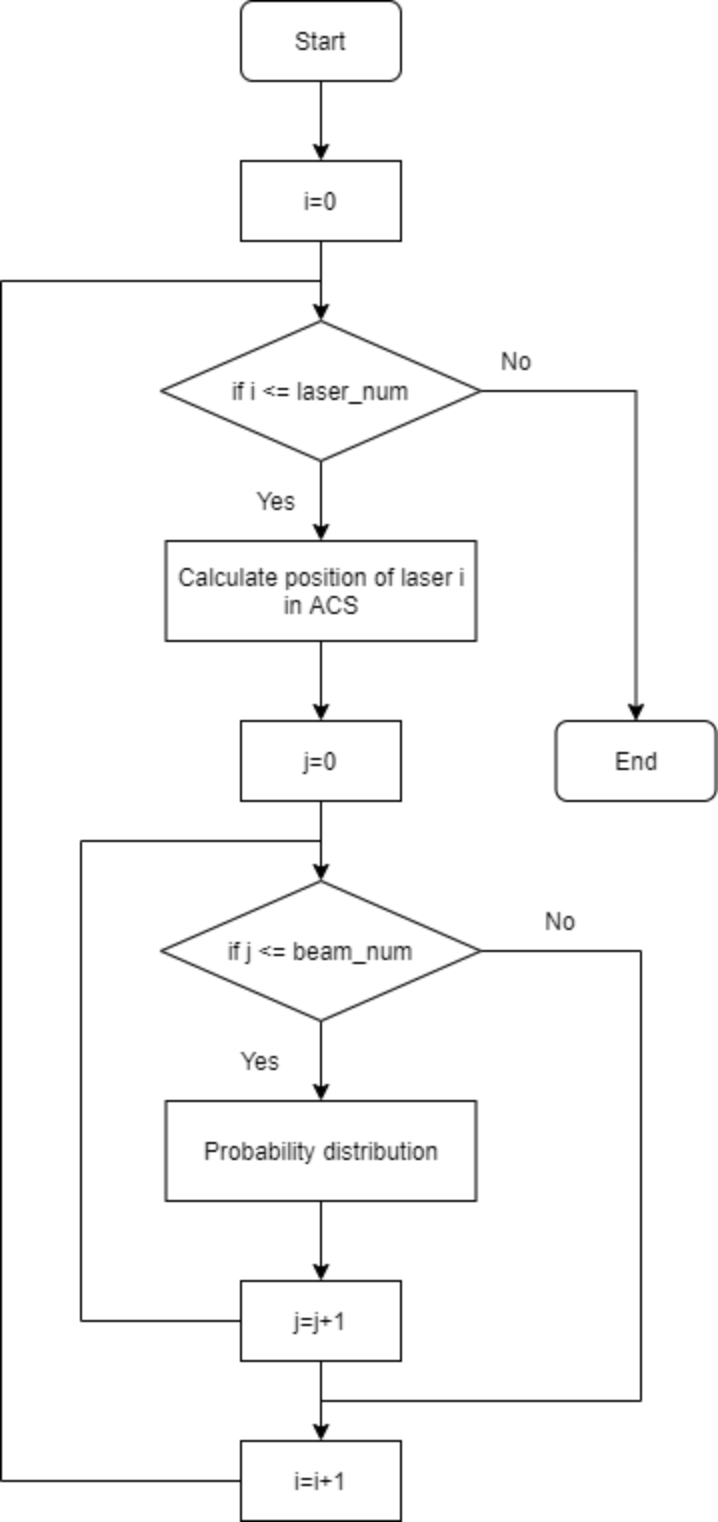 Start
i=0
if i <= laser_num
No
Yes
Calculate position of laser i
in ACS
j=0
End
if j <= beam_num
No
Yes
Probability distribution
j=j+1
i=i+1